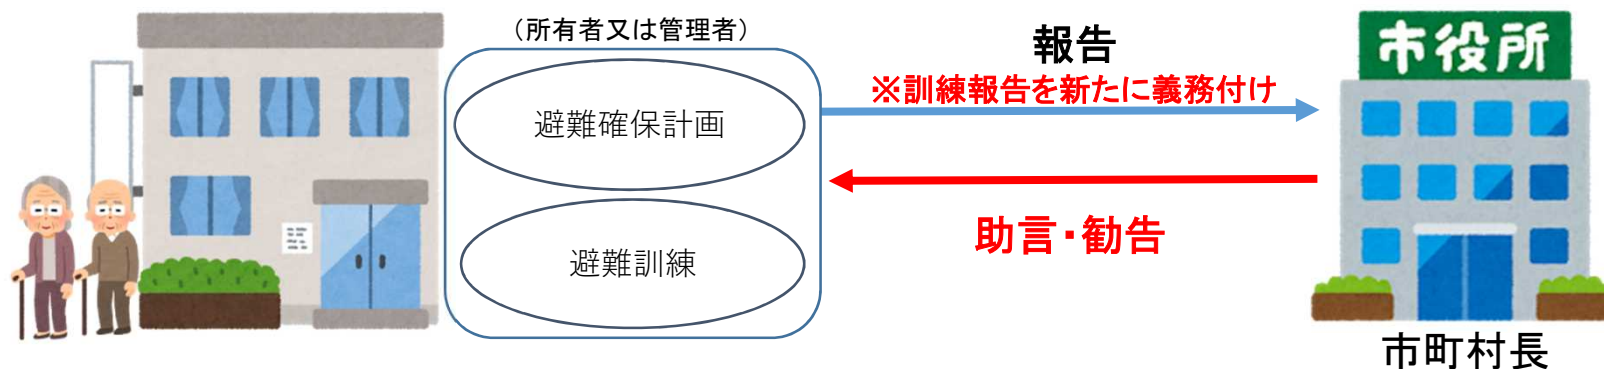 (所有者又は管理者)
避難確保計画
避難訓練
報告
※訓練報告を新たに義務付け
助言・勧告
市役所
市町村長